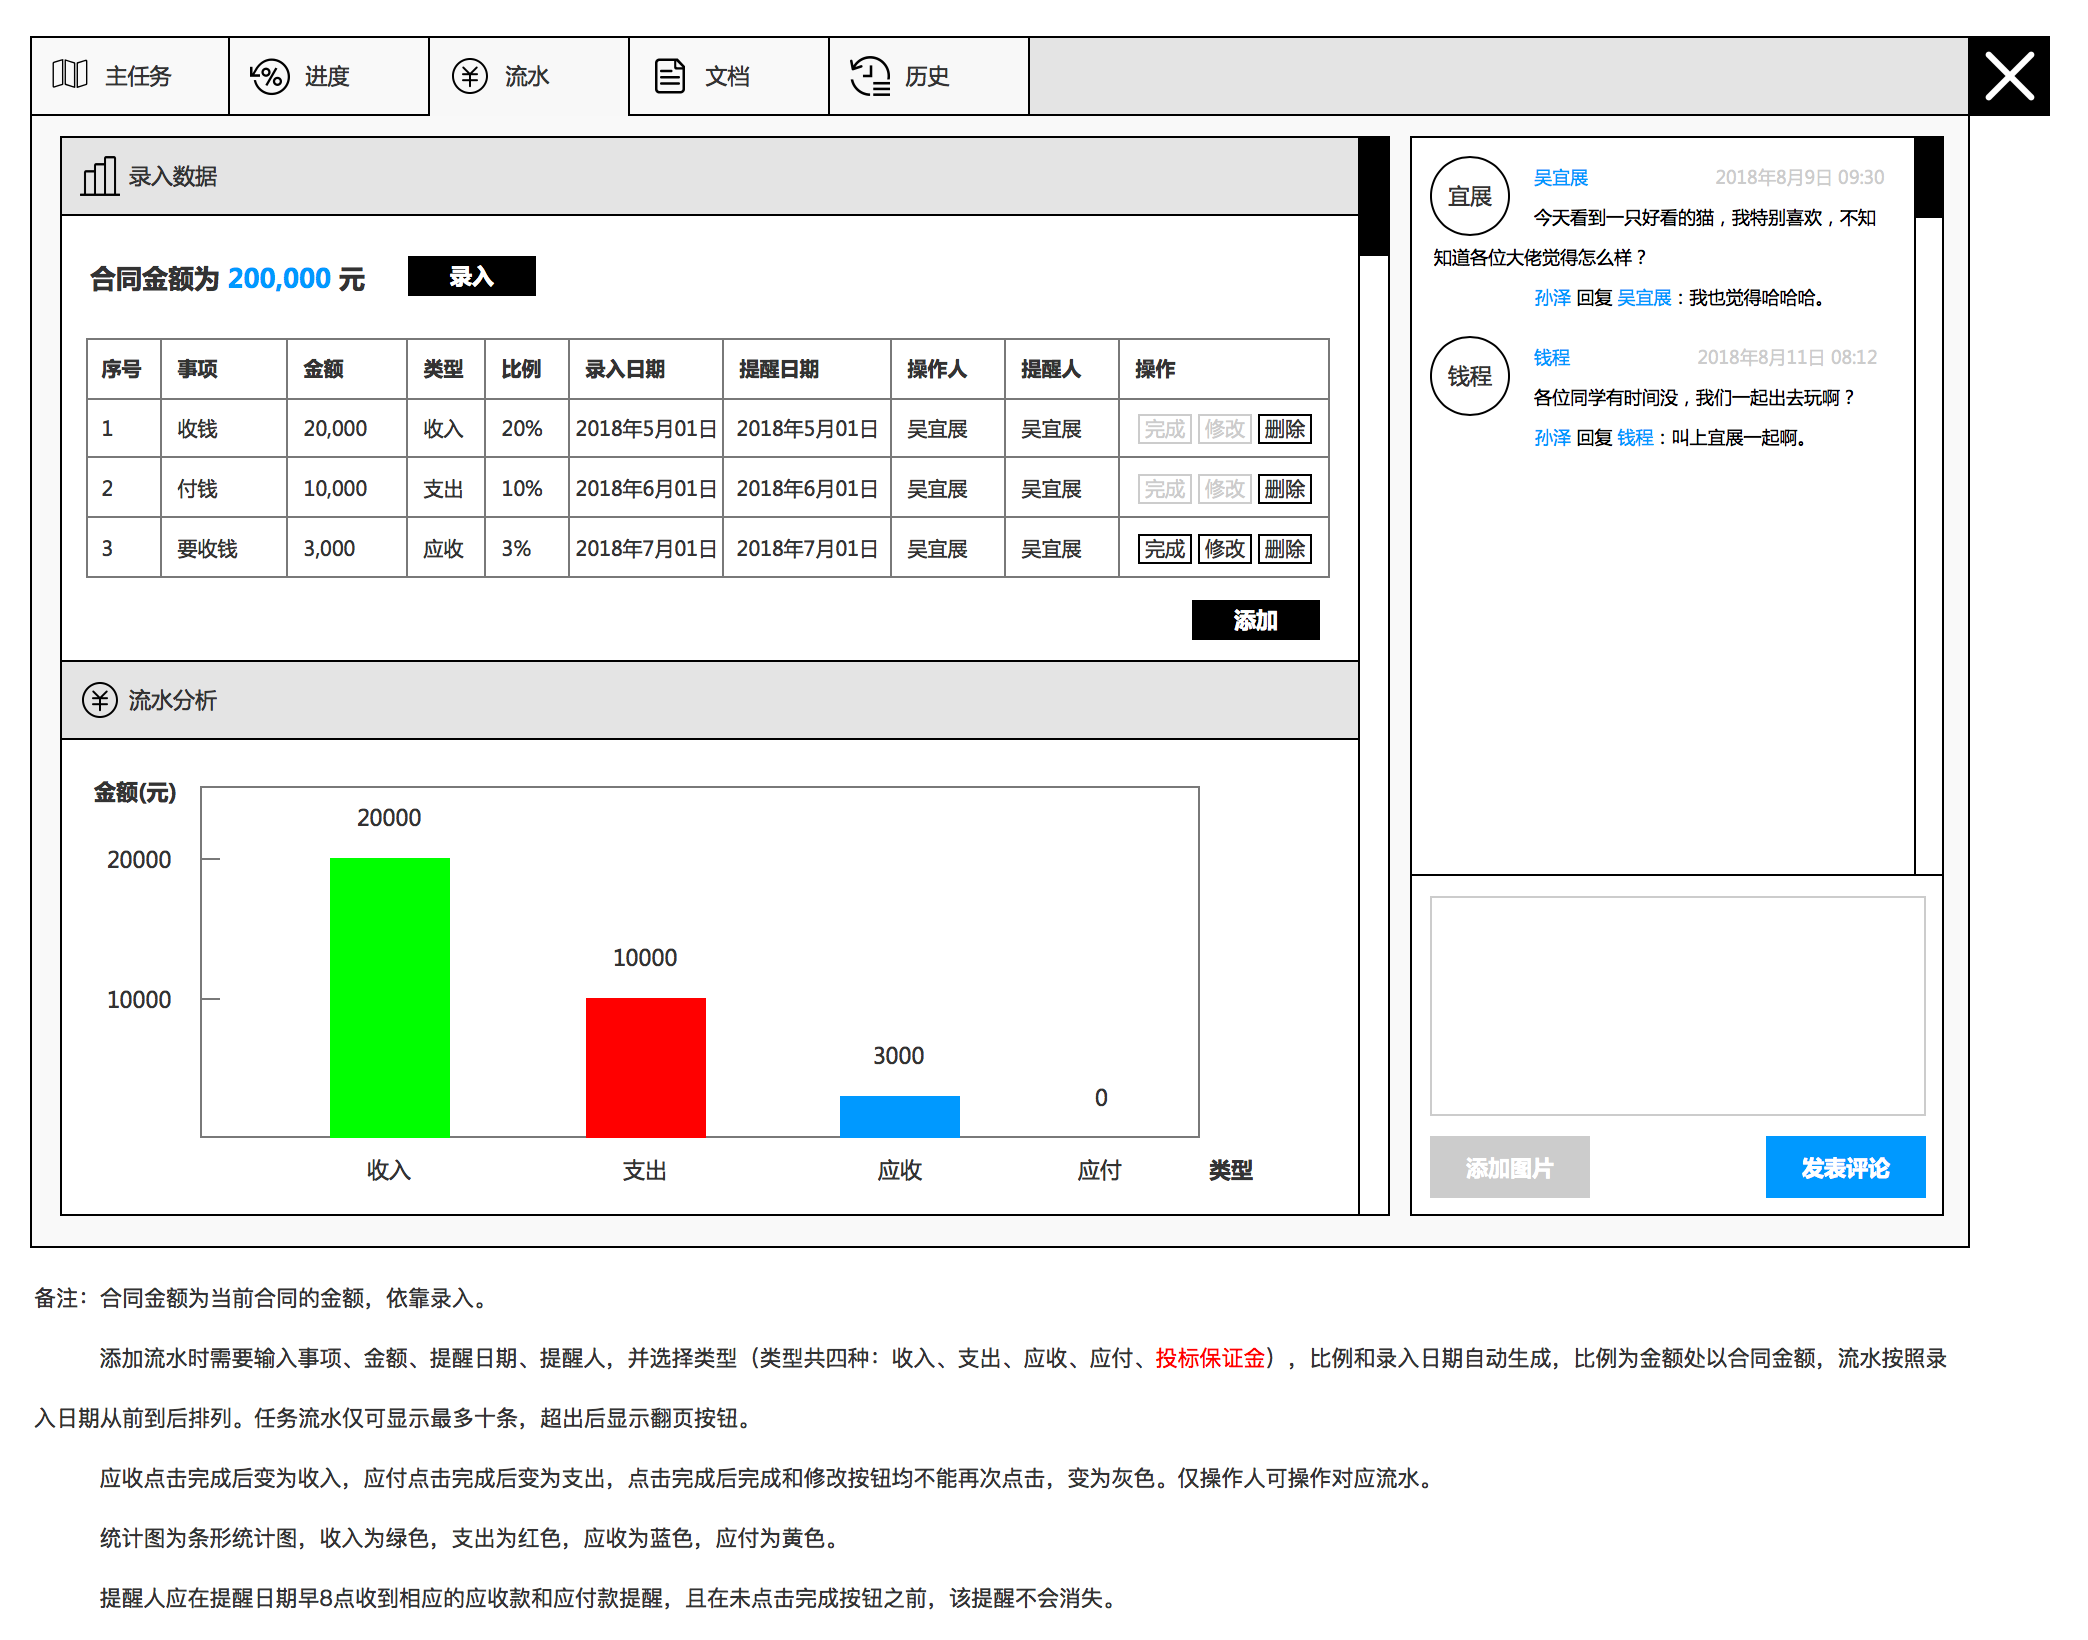 主任务 进度 流水 文档 历史
录入数据
合同金额为 200,000 元 录入
序号 事项 金额 类型 比例 录入日期 提醒日期 操作人 提醒人 操作
1 收钱 20,000 收入 20% 2018年5月01日 2018年5月01日 吴宜展 吴宜展 完成 修改 删除
2 付钱 10,000 支出 10% 2018年6月01日 2018年6月01日 吴宜展 吴宜展 完成 修改 删除
3 要收钱 3,000 应收 3% 2018年7月01日 2018年7月01日 吴宜展 吴宜展 完成 修改 删除
添加
流水分析
金额(元)
20000
20000
10000
10000
3000
0
收入 支出 应收 应付 类型
宜展 吴宜展 2018年8月9日 09:30
今天看到一只好看的猫，我特别喜欢，不知
知道各位大佬觉得怎么样？
孙泽 回复 吴宜展：我也觉得哈哈哈。
钱程 钱程 2018年8月11日 08:12
各位同学有时间没，我们一起出去玩啊？
孙泽 回复 钱程：叫上宜展一起啊。
添加图片 发表评论
备注：合同金额为当前合同的金额，依靠录入。
添加流水时需要输入事项、金额、提醒日期、提醒人，并选择类型（类型共四种：收入、支出、应收、应付、投标保证金），比例和录入日期自动生成，比例为金额处以合同金额，流水按照录
入日期从前到后排列。任务流水仅可显示最多十条，超出后显示翻页按钮。
应收点击完成后变为收入，应付点击完成后变为支出，点击完成后完成和修改按钮均不能再次点击，变为灰色。仅操作人可操作对应流水。
统计图为条形统计图，收入为绿色，支出为红色，应收为蓝色，应付为黄色。
提醒人应在提醒日期早8点收到相应的应收款和应付款提醒，且在未点击完成按钮之前，该提醒不会消失。